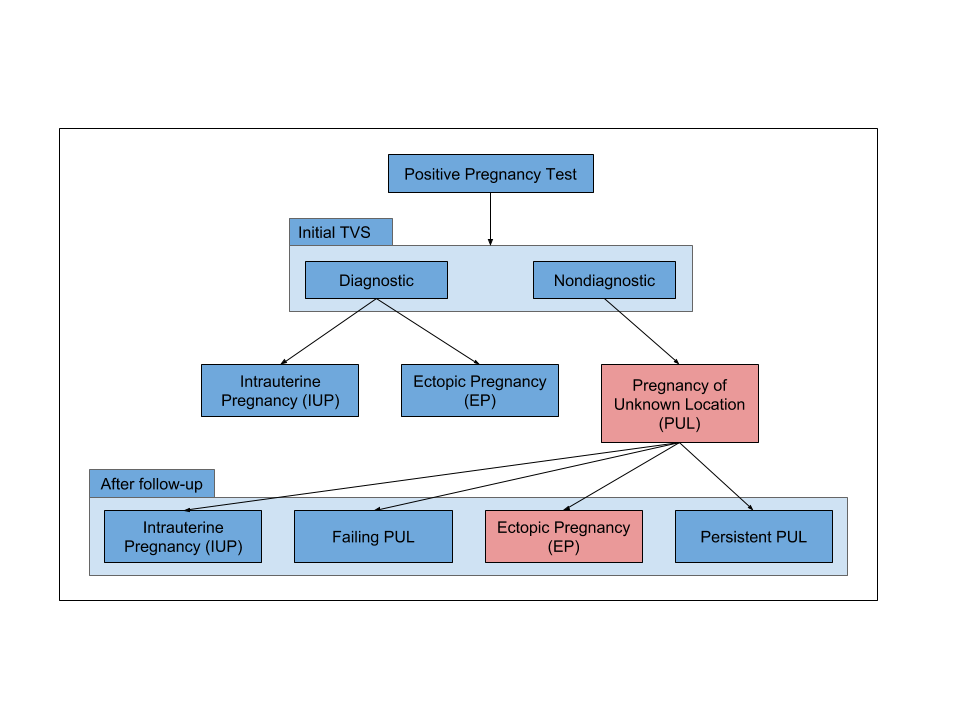 Positive Pregnancy Test
Initial TVS
Diagnostic
Nondiagnostic
Intrauterine
Pregnancy (IUP)
Ectopic Pregnancy
(EP)
Pregnancy of
Unknown Location
(PUL)
After follow-up
Intrauterine
Pregnancy (IUP)
Failing PUL
Ectopic Pregnancy
(EP)
Persistent PUL